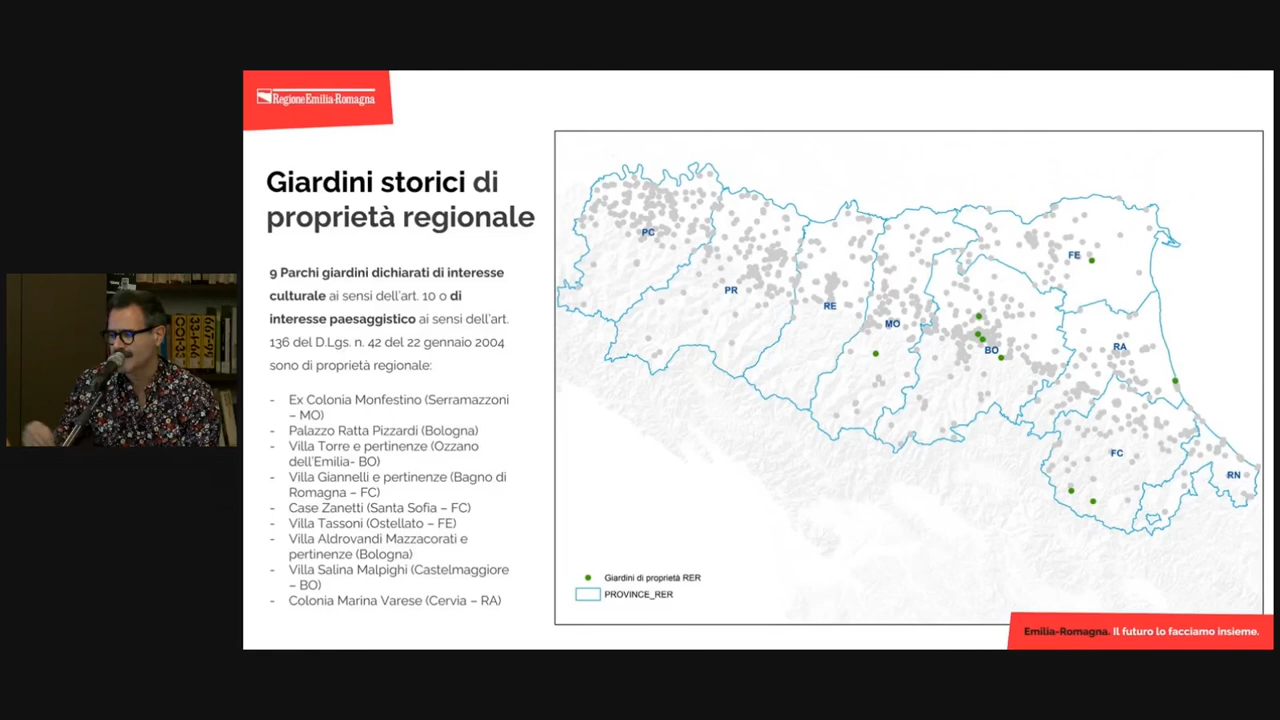 RegioneEmilia-Romagna
Giardini storici di
proprietà regionale
9 Parchi giardini dichiarati di interesse
culturale ai sensi dell'art. 10 o di
interesse paesaggistico ai sensi dell'art.
136 del D.Lgs. n. 42 del 22 gennaio 2004
sono di proprietà regionale:
- Ex Colonia Monfestino (Serramazzoni
– MO)
- Palazzo Ratta Pizzardi (Bologna)
- Villa Torre e pertinenze (Ozzano
dell'Emilia- BO)
- Villa Giannelli e pertinenze (Bagno di
Romagna – FC)
- Case Zanetti (Santa Sofia – FC)
- Villa Tassoni (Ostellato – FE)
- Villa Aldrovandi Mazzacorati e
pertinenze (Bologna)
- Villa Salina Malpighi (Castelmaggiore
– BO)
- Colonia Marina Varese (Cervia – RA)
PC
PR
RE
MO
BO
FE
RA
FC
RN
Giardini di proprietà RER
PROVINCE_RER
Emilia-Romagna. Il futuro lo facciamo insieme.